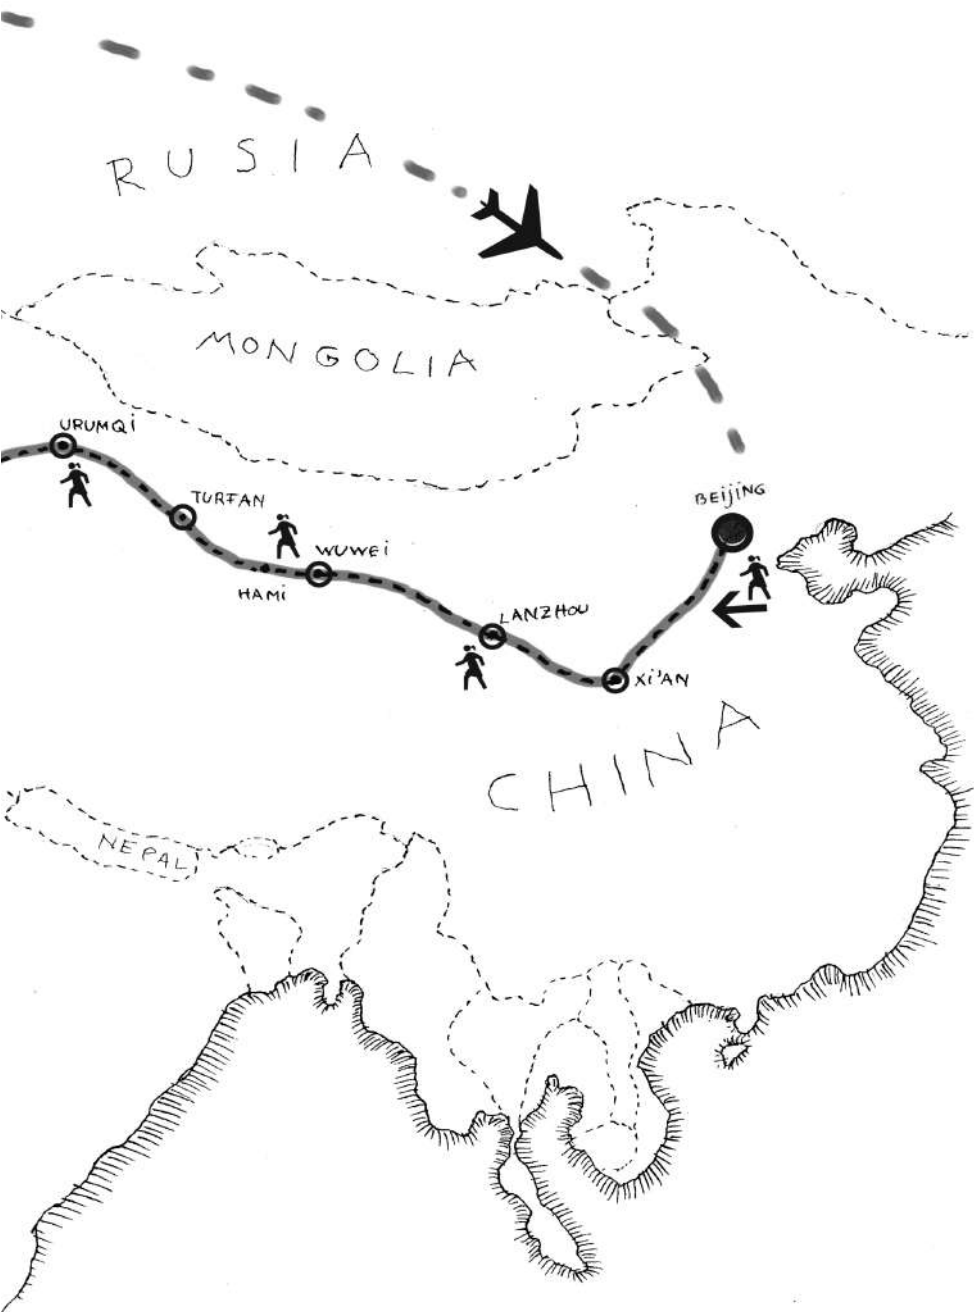 RUSIA
MONGOLIA
URUMQi
TURFAN
BEijiNG
WUWEi
HAMi
LANZHOU
Xi'AN
CHINA
NEPAL